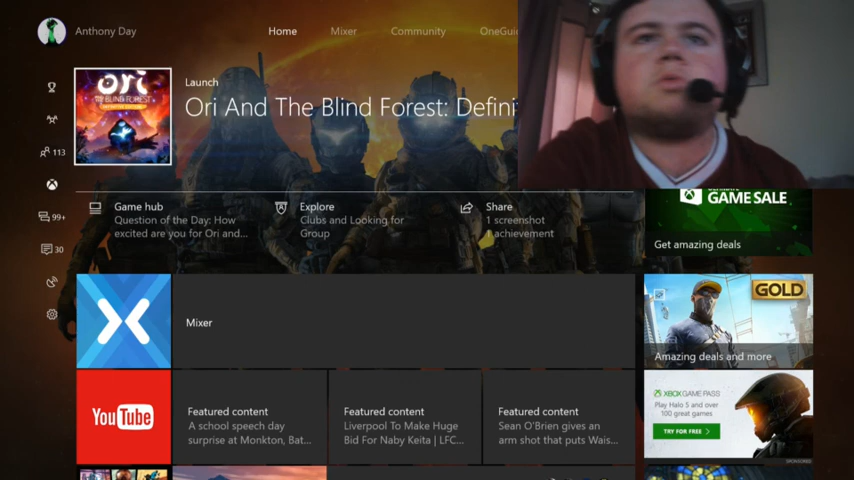 Anthony Day
Home
Mixer
Community
OneGui
ori
THE BLIND FOREST
DEFINITIVE EDITION
Launch
Ori And The Blind Forest: Defini
113
99+
30
Game hub
Question of the Day: How
excited are you for Ori and...
Explore
Clubs and Looking for
Group
Share
1 screenshot
1 achievement
GAME SALE
Get amazing deals
Mixer
GOLD
Amazing deals and more
YouTube
Featured content
A school speech day
surprise at Monkton, Bat...
Featured content
Liverpool To Make Huge
Bid For Naby Keita | LFC...
Featured content
Sean O'Brien gives an
arm shot that puts Wais...
XBOX GAME PASS
Play Halo 5 and over
100 great games
TRY FOR FREE
SPONSORED